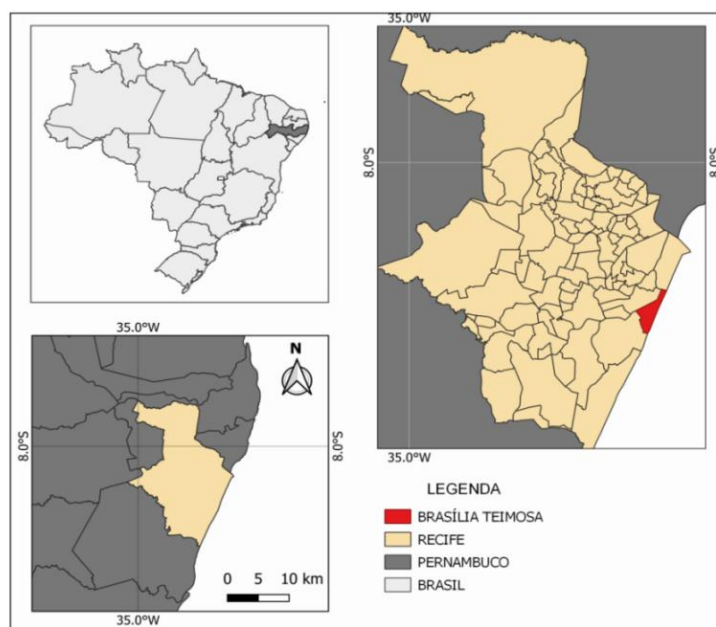 35.0°W
8.0°S
8.0°S
35.0°W
35.0°W
N
8.0°S
8.0°S
0 5 10 km
35.0°W
LEGENDA
BRASÍLIA TEIMOSA
RECIFE
PERNAMBUCO
BRASIL